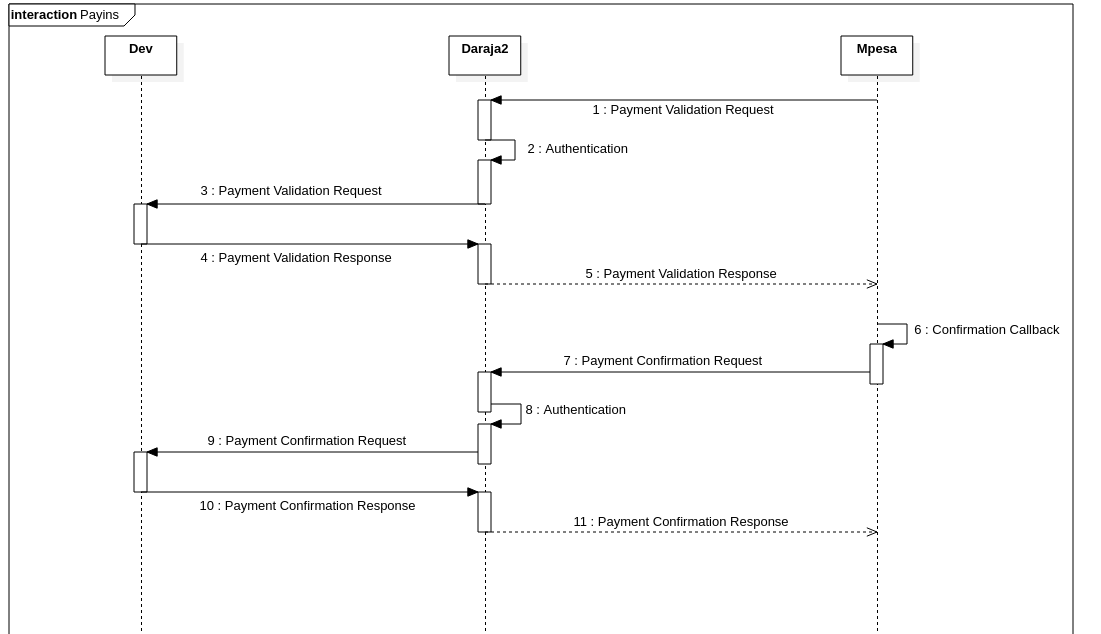 interaction Payins
Dev
Daraja2
Mpesa
1 : Payment Validation Request
2 : Authentication
3 : Payment Validation Request
4 : Payment Validation Response
5 : Payment Validation Response
6 : Confirmation Callback
7 : Payment Confirmation Request
8 : Authentication
9 : Payment Confirmation Request
10 : Payment Confirmation Response
11 : Payment Confirmation Response